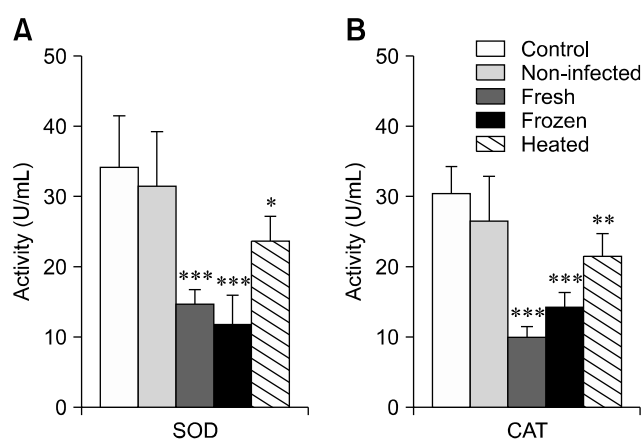 A
Activity (U/mL)
50
40
30
20
10
0
***
***
*
SOD
B
Activity (U/mL)
50
40
30
20
10
0
Control
Non-infected
Fresh
Frozen
Heated
***
***
**
CAT